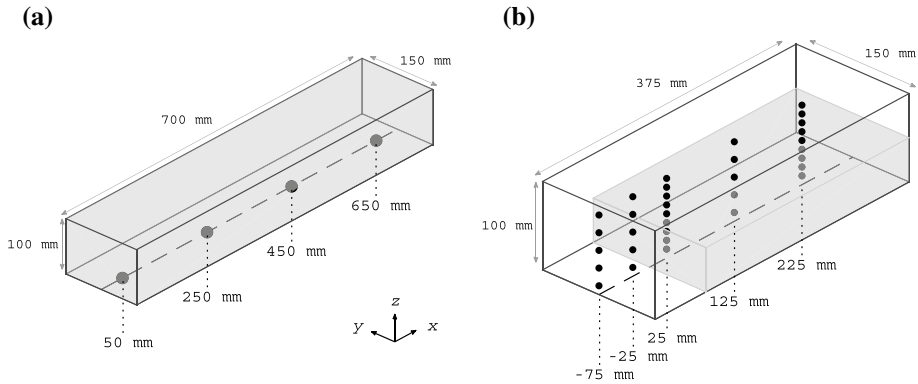 (a)
(b)
150 mm
700 mm
100 mm
650 mm
450 mm
250 mm
50 mm
z
y
x
150 mm
375 mm
100 mm
225 mm
125 mm
25 mm
-25 mm
-75 mm